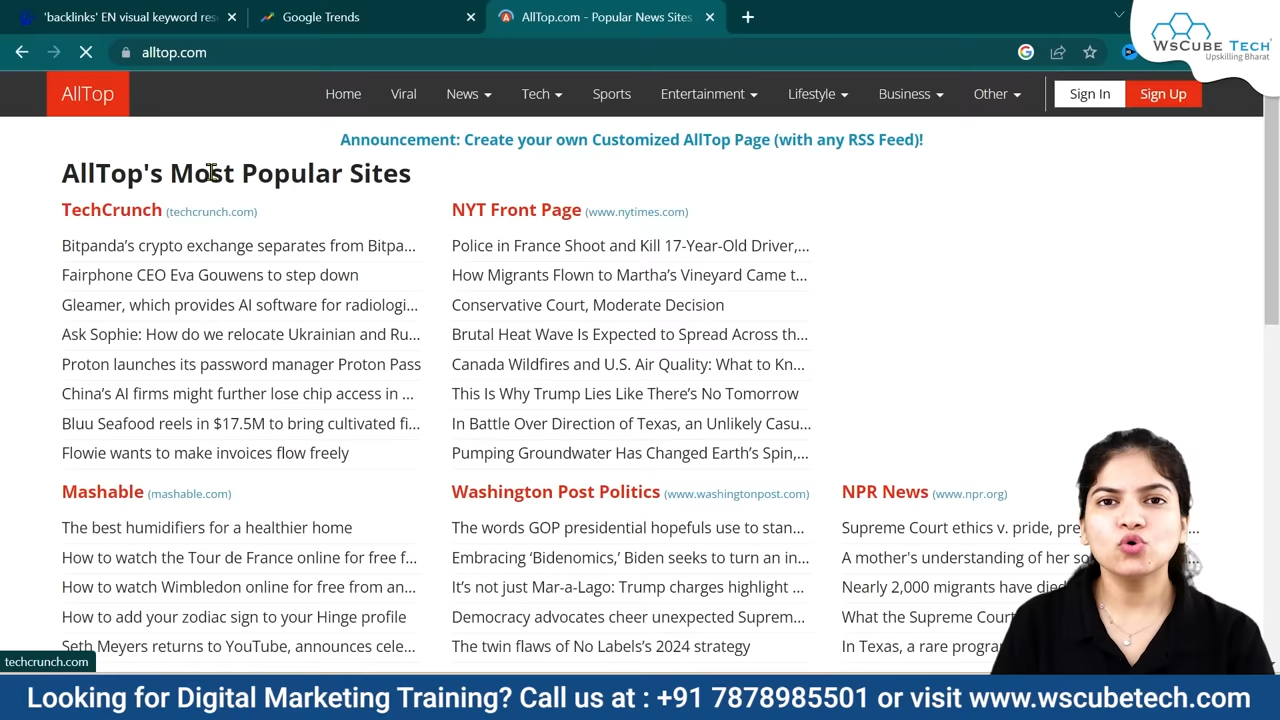 'backlinks' EN visual keyword res
Google Trends
AllTop.com - Popular News Sites
alltop.com
WsCube Tech
Upskilling Bharat
AllTop
Home
Viral
News
Tech
Sports
Entertainment
Lifestyle
Business
Other
Sign In
Sign Up
Announcement: Create your own Customized AllTop Page (with any RSS Feed)!
AllTop's Most Popular Sites
TechCrunch (techcrunch.com)
Bitpanda's crypto exchange separates from Bitpa...
Fairphone CEO Eva Gouwens to step down
Gleamer, which provides AI software for radiologi...
Ask Sophie: How do we relocate Ukrainian and Ru...
Proton launches its password manager Proton Pass
China's AI firms might further lose chip access in ...
Bluu Seafood reels in $17.5M to bring cultivated fi...
Flowie wants to make invoices flow freely
NYT Front Page (www.nytimes.com)
Police in France Shoot and Kill 17-Year-Old Driver,...
How Migrants Flown to Martha's Vineyard Came t...
Conservative Court, Moderate Decision
Brutal Heat Wave Is Expected to Spread Across th...
Canada Wildfires and U.S. Air Quality: What to Kn...
This Is Why Trump Lies Like There's No Tomorrow
In Battle Over Direction of Texas, an Unlikely Casu...
Pumping Groundwater Has Changed Earth's Spin,...
Mashable (mashable.com)
The best humidifiers for a healthier home
How to watch the Tour de France online for free f...
How to watch Wimbledon online for free from an...
How to add your zodiac sign to your Hinge profile
Seth Meyers returns to YouTube, announces cele...
Washington Post Politics (www.washingtonpost.com)
The words GOP presidential hopefuls use to stan...
Embracing 'Bidenomics,' Biden seeks to turn an in...
It's not just Mar-a-Lago: Trump charges highlight ...
Democracy advocates cheer unexpected Suprem...
The twin flaws of No Labels's 2024 strategy
NPR News (www.npr.org)
Supreme Court ethics v. pride, pre
A mother's understanding of her so
Nearly 2,000 migrants have died
What the Supreme Court
In Texas, a rare progra
techcrunch.com
Looking for Digital Marketing Training? Call us at : +91 7878985501 or visit www.wscubetech.com